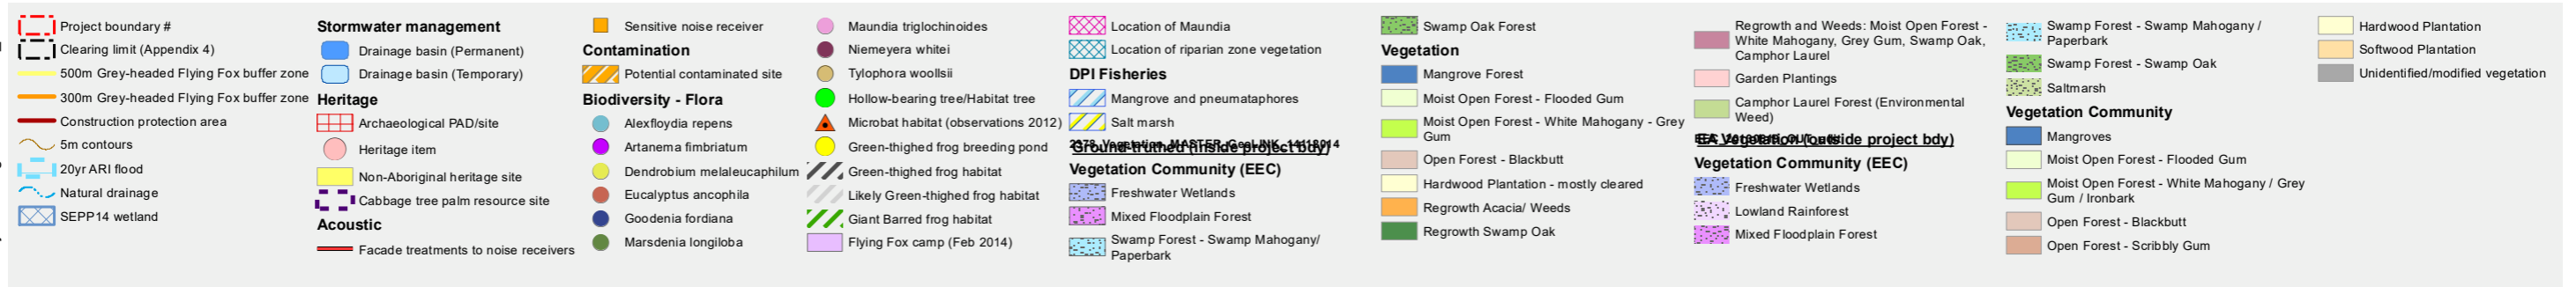 Project boundary #
Clearing limit (Appendix 4)
500m Grey-headed Flying Fox buffer zone
300m Grey-headed Flying Fox buffer zone
Construction protection area
5m contours
20yr ARI flood
Natural drainage
SEPP14 wetland
Stormwater management
Drainage basin (Permanent)
Drainage basin (Temporary)
Heritage
Archaeological PAD/site
Heritage item
Non-Aboriginal heritage site
Cabbage tree palm resource site
Acoustic
Facade treatments to noise receivers
Sensitive noise receiver
Contamination
Potential contaminated site
Biodiversity - Flora
Alexfloydia repens
Artanema fimbriatum
Dendrobium melaleucaphilum
Eucalyptus ancophila
Goodenia fordiana
Marsdenia longiloba
Maundia triglochinoides
Niemeyera whitei
Tylophora woollsii
Hollow-bearing tree/Habitat tree
Microbat habitat (observations 2012)
Green-thighed frog breeding pond
Green-thighed frog habitat
Likely Green-thighed frog habitat
Giant Barred frog habitat
Flying Fox camp (Feb 2014)
Location of Maundia
Location of riparian zone vegetation
DPI Fisheries
Mangrove and pneumataphores
Salt marsh
Ground-truthed (inside project bdy)
Vegetation Community (EEC)
Freshwater Wetlands
Mixed Floodplain Forest
Swamp Forest - Swamp Mahogany/
Paperbark
Swamp Oak Forest
Vegetation
Mangrove Forest
Moist Open Forest - Flooded Gum
Moist Open Forest - White Mahogany - Grey
Gum
Open Forest - Blackbutt
Hardwood Plantation - mostly cleared
Regrowth Acacia/ Weeds
Regrowth Swamp Oak
Regrowth and Weeds: Moist Open Forest -
White Mahogany, Grey Gum, Swamp Oak,
Camphor Laurel
Garden Plantings
Camphor Laurel Forest (Environmental
Weed)
EA Vegetation (outside project bdy)
Vegetation Community (EEC)
Freshwater Wetlands
Lowland Rainforest
Mixed Floodplain Forest
Swamp Forest - Swamp Mahogany /
Paperbark
Swamp Forest - Swamp Oak
Saltmarsh
Vegetation Community
Mangroves
Moist Open Forest - Flooded Gum
Moist Open Forest - White Mahogany / Grey
Gum / Ironbark
Open Forest - Blackbutt
Open Forest - Scribbly Gum
Hardwood Plantation
Softwood Plantation
Unidentified/modified vegetation